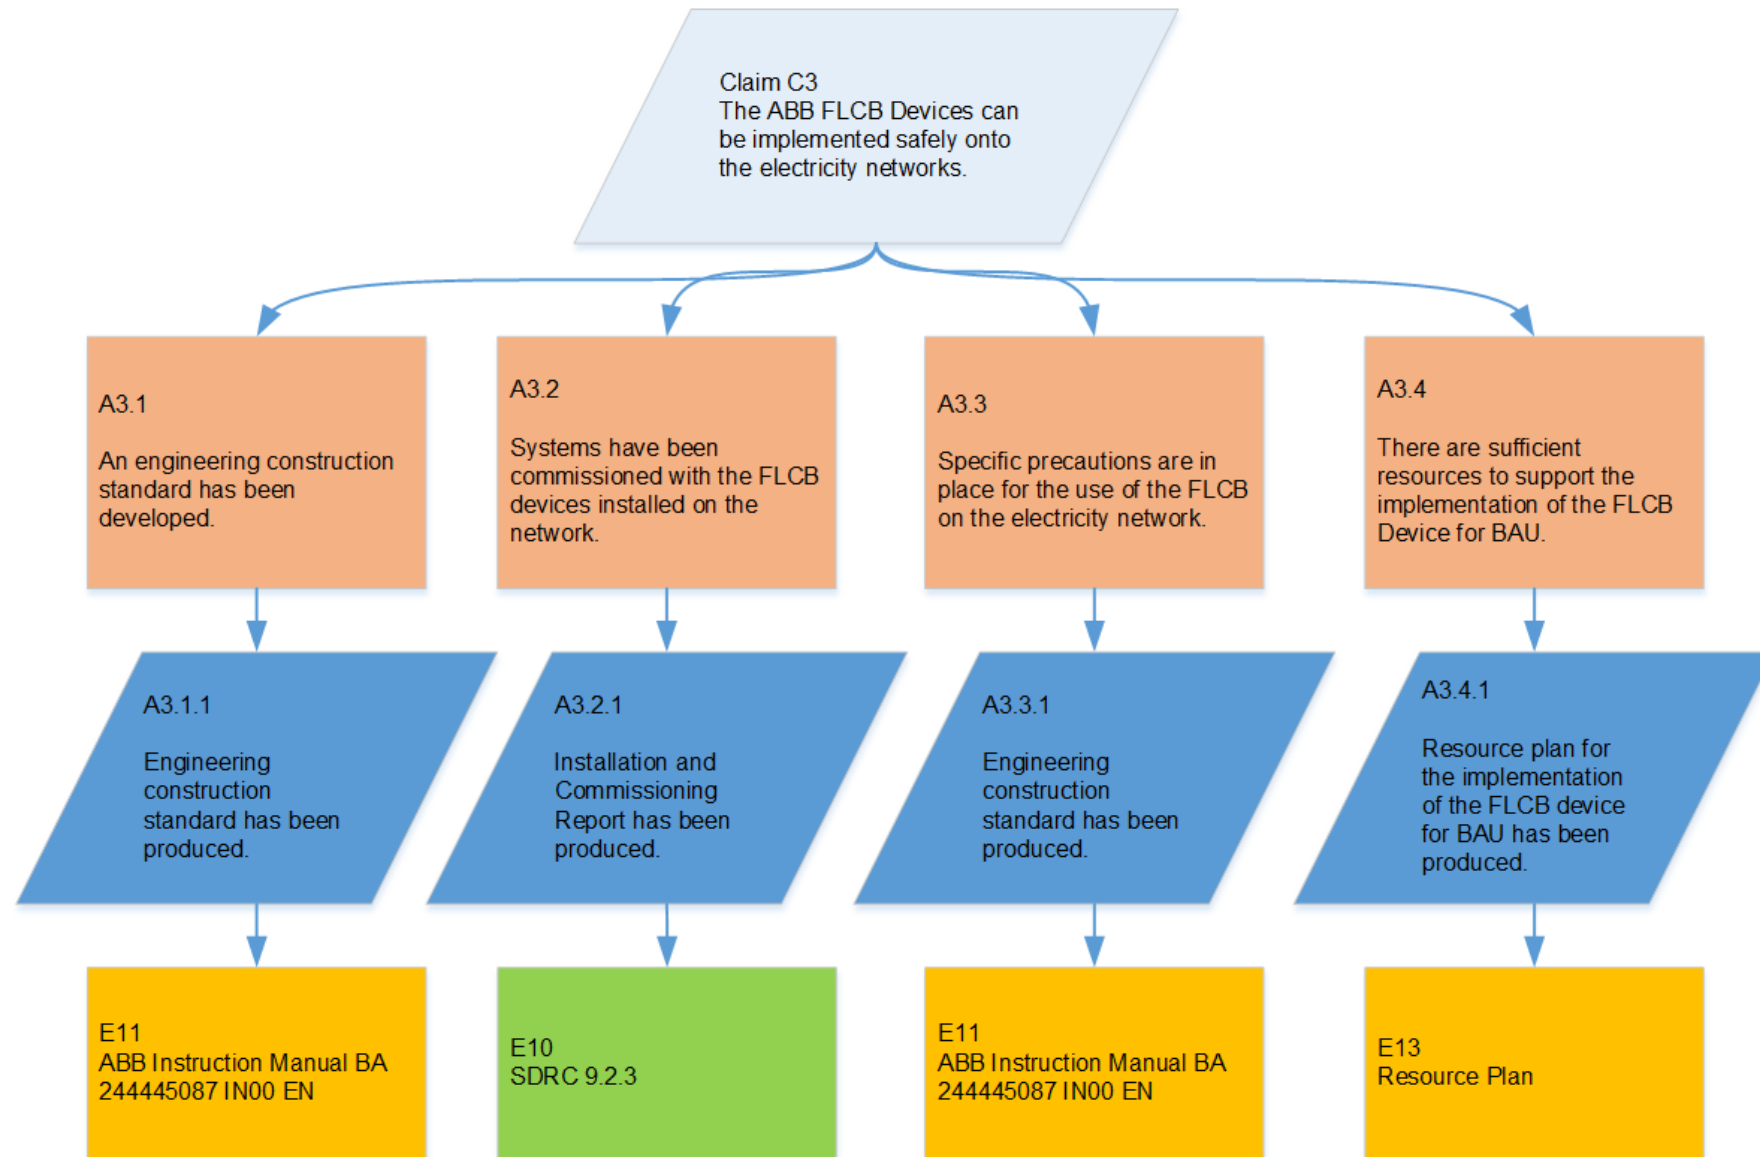 Claim C3
The ABB FLCB Devices can
be implemented safely onto
the electricity networks.
A3.1
An engineering construction
standard has been
developed.
A3.2
Systems have been
commissioned with the FLCB
devices installed on the
network.
A3.3
Specific precautions are in
place for the use of the FLCB
on the electricity network.
A3.4
There are sufficient
resources to support the
implementation of the FLCB
Device for BAU.
A3.1.1
Engineering
construction
standard has been
produced.
A3.2.1
Installation and
Commissioning
Report has been
produced.
A3.3.1
Engineering
construction
standard has been
produced.
A3.4.1
Resource plan for
the implementation
of the FLCB device
for BAU has been
produced.
E11
ABB Instruction Manual BA
244445087 IN00 EN
E10
SDRC 9.2.3
E11
ABB Instruction Manual BA
244445087 IN00 EN
E13
Resource Plan